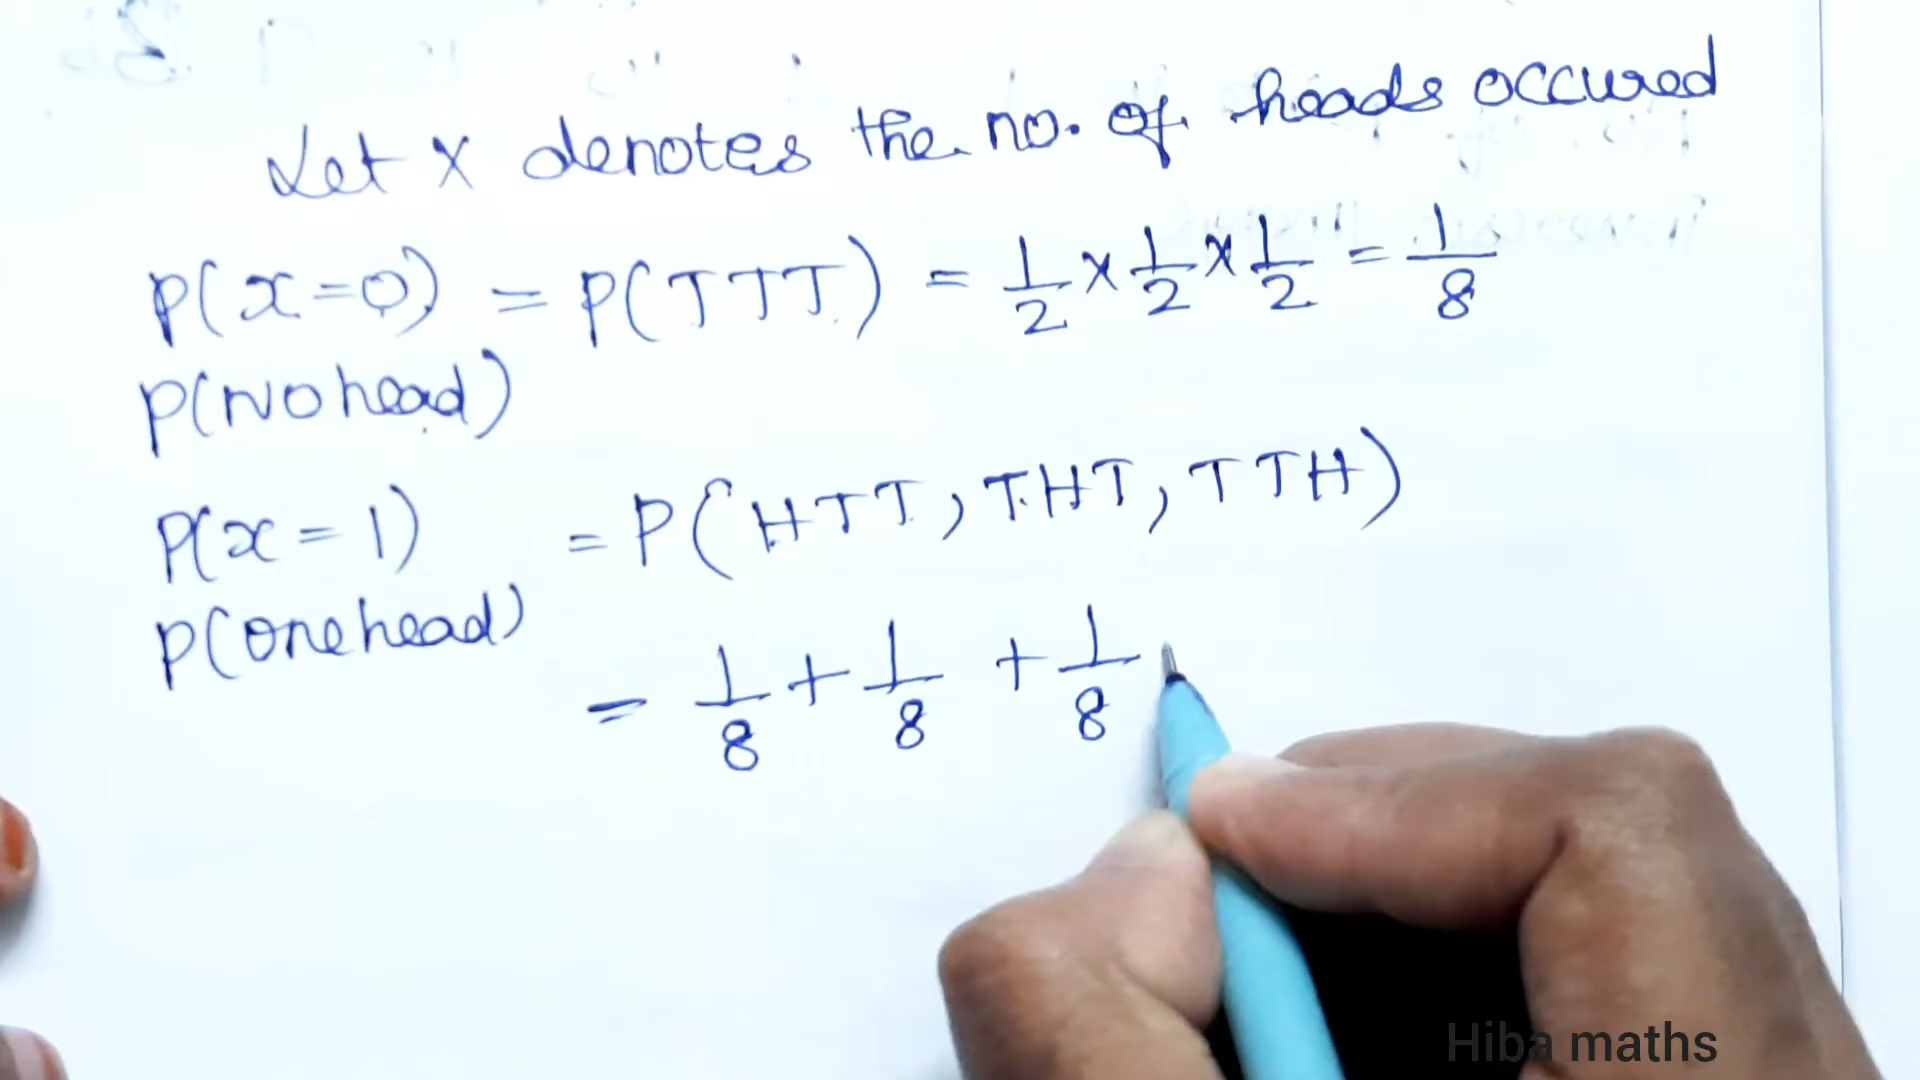 Let X denotes the no. of heads occured
P(x=0) = P(TTT) = 1/2 × 1/2 × 1/2 = 1/8
P(No head)
P(x=1) = P(HTT, THT, TTH)
P(one head)
= 1/8 + 1/8 + 1/8
Hiba maths